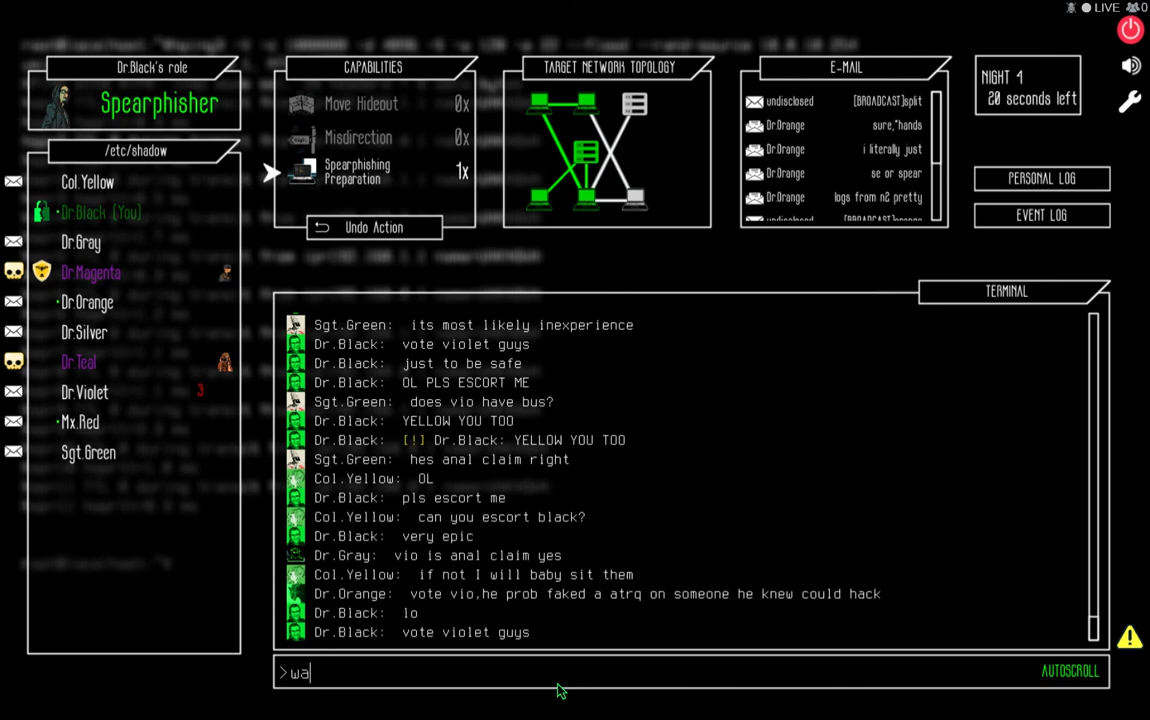 LIVE 0
Dr.Black's role
Spearphisher
/etc/shadow
Col.Yellow
·Dr.Black (You)
Dr.Gray
Dr.Magenta
·Dr.Orange
Dr.Silver
Dr.Teal
Dr.Violet 3
·Mx.Red
Sgt.Green
CAPABILITIES
Move Hideout 0x
Misdirection 0x
Spearphishing
Preparation 1x
Undo Action
TARGET NETWORK TOPOLOGY
E-MAIL
undisclosed [BROADCAST]split
Dr.Orange sure,"hands
Dr.Orange i literally just
Dr.Orange se or spear
Dr.Orange logs from n2 pretty
NIGHT 4
20 seconds left
PERSONAL LOG
EVENT LOG
TERMINAL
Sgt.Green: its most likely inexperience
Dr.Black: vote violet guys
Dr.Black: just to be safe
Dr.Black: OL PLS ESCORT ME
Sgt.Green: does vio have bus?
Dr.Black: YELLOW YOU TOO
Dr.Black: [!] Dr.Black: YELLOW YOU TOO
Sgt.Green: hes anal claim right
Col.Yellow: OL
Dr.Black: pls escort me
Col.Yellow: can you escort black?
Dr.Black: very epic
Dr.Gray: vio is anal claim yes
Col.Yellow: if not I will baby sit them
Dr.Orange: vote vio,he prob faked a atrq on someone he knew could hack
Dr.Black: lo
Dr.Black: vote violet guys
>wa
AUTOSCROLL